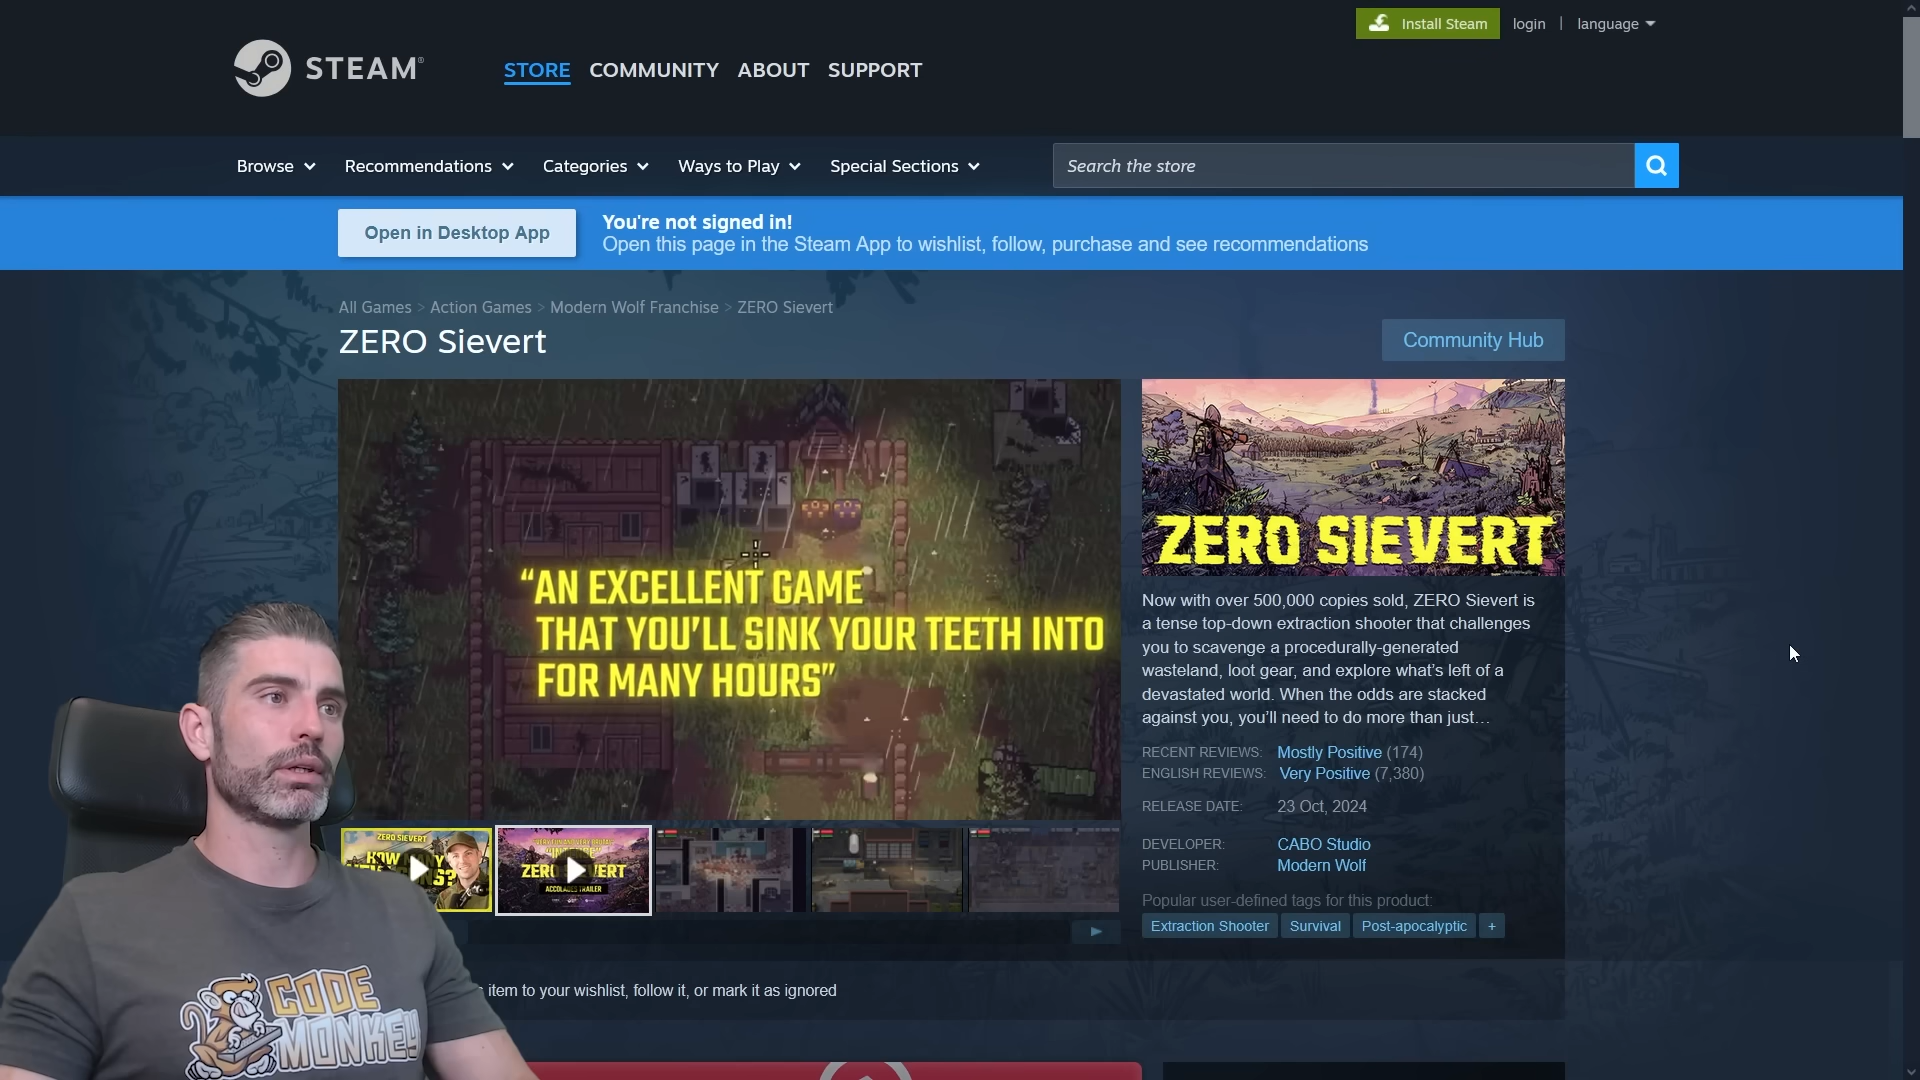 Install Steam
login | language
STEAM
STORE COMMUNITY ABOUT SUPPORT
Browse Recommendations Categories Ways to Play Special Sections
Search the store
Open in Desktop App
You're not signed in!
Open this page in the Steam App to wishlist, follow, purchase and see recommendations
All Games > Action Games > Modern Wolf Franchise > ZERO Sievert
ZERO Sievert
Community Hub
“AN EXCELLENT GAME
THAT YOU’LL SINK YOUR TEETH INTO
FOR MANY HOURS”
ZERO SIEVERT
Now with over 500,000 copies sold, ZERO Sievert is
a tense top-down extraction shooter that challenges
you to scavenge a procedurally-generated
wasteland, loot gear, and explore what’s left of a
devastated world. When the odds are stacked
against you, you’ll need to do more than just…
RECENT REVIEWS: Mostly Positive (174)
ENGLISH REVIEWS: Very Positive (7,380)
RELEASE DATE: 23 Oct, 2024
DEVELOPER: CABO Studio
PUBLISHER: Modern Wolf
Popular user-defined tags for this product:
Extraction Shooter Survival Post-apocalyptic +
ZERO SIEVERT
HOW
ACCOLADES TRAILER
item to your wishlist, follow it, or mark it as ignored
CODE
MONKEY